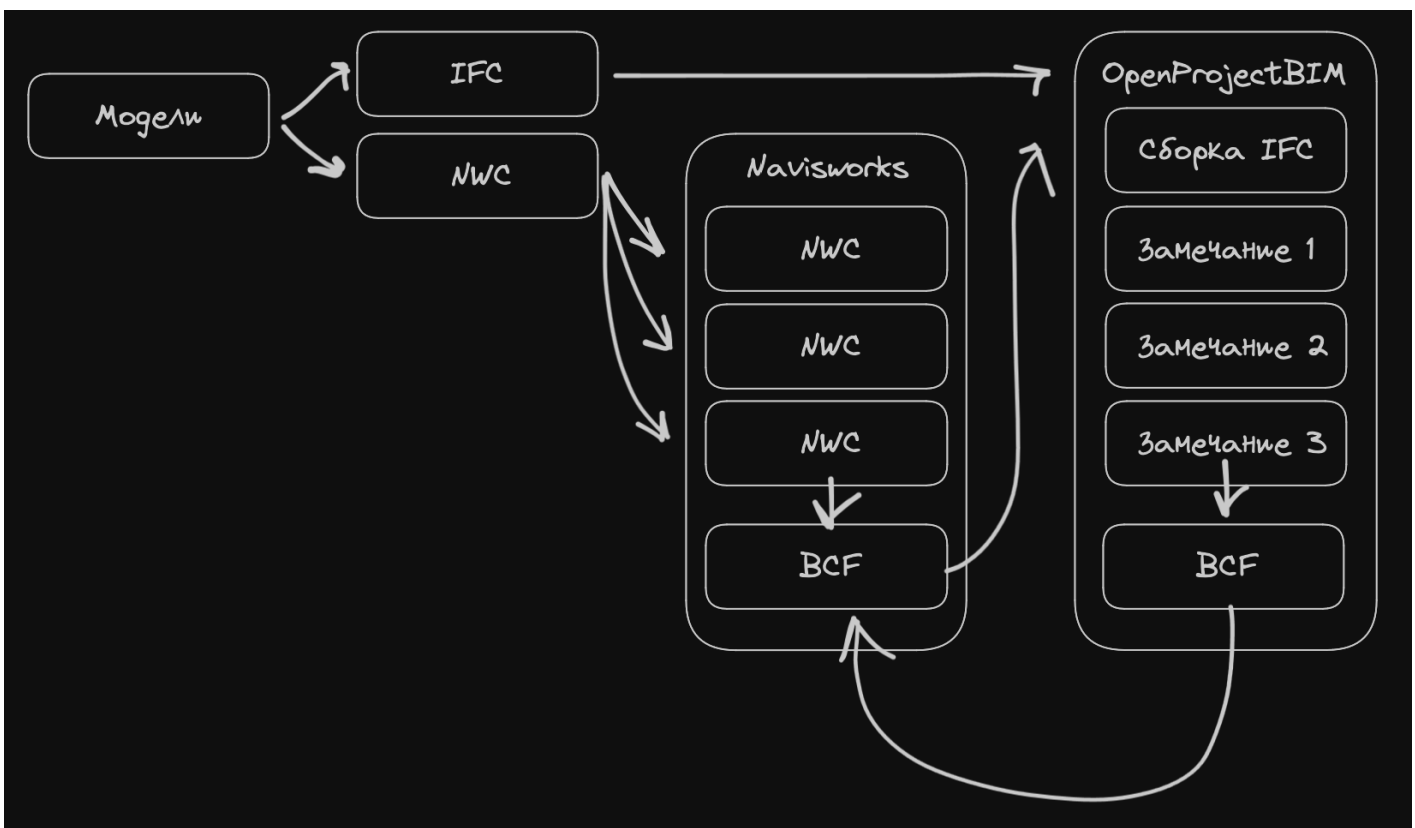 Модели
IFC
NWC
Navisworks
NWC
NWC
NWC
BCF
OpenProjectBIM
Сборка IFC
Замечание 1
Замечание 2
Замечание 3
BCF